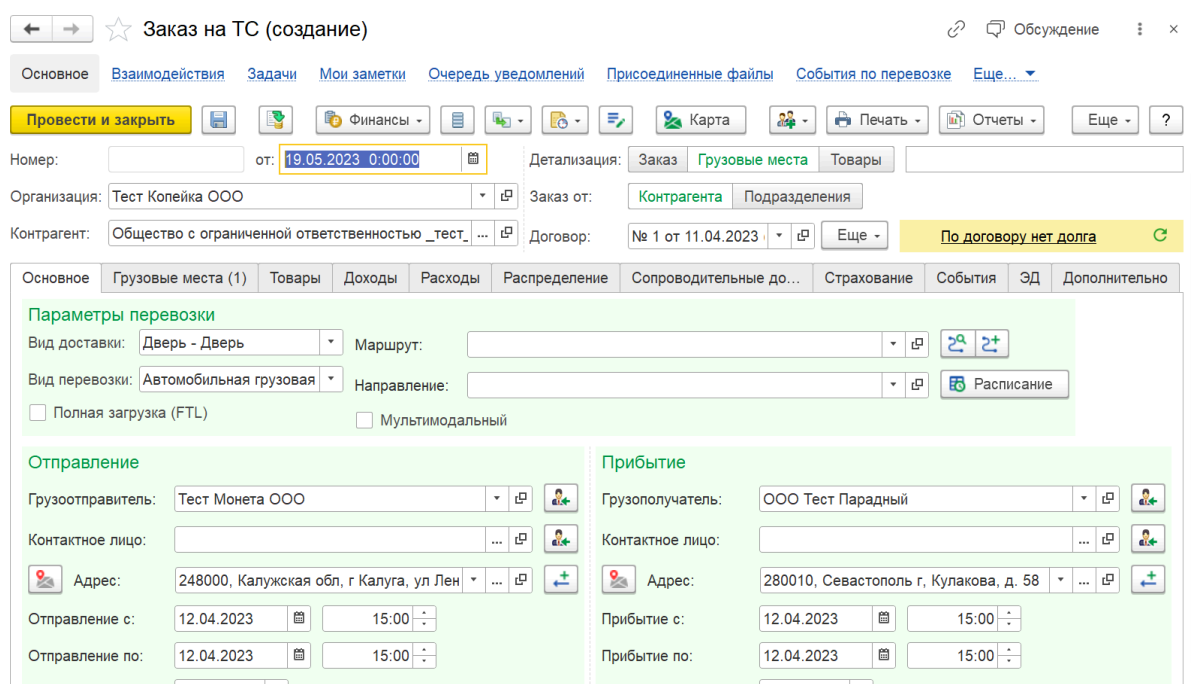 Заказ на ТС (создание) Обсуждение
Основное Взаимодействия Задачи Мои заметки Очередь уведомлений Присоединенные файлы События по перевозке Еще...
Провести и закрыть Финансы Карта Печать Отчеты Еще ?
Номер: от: 19.05.2023 0:00:00 Детализация: Заказ Грузовые места Товары
Организация: Тест Копейка ООО Заказ от: Контрагента Подразделения
Контрагент: Общество с ограниченной ответственностью _тест_ ... Договор: № 1 от 11.04.2023 Еще По договору нет долга
Основное Грузовые места (1) Товары Доходы Расходы Распределение Сопроводительные до... Страхование События ЭД Дополнительно
Параметры перевозки
Вид доставки: Дверь - Дверь Маршрут:
Вид перевозки: Автомобильная грузовая Направление: Расписание
Полная загрузка (FTL) Мультимодальный
Отправление Прибытие
Грузоотправитель: Тест Монета ООО Грузополучатель: ООО Тест Парадный
Контактное лицо: ... Контактное лицо: ...
Адрес: 248000, Калужская обл, г Калуга, ул Лен ... Адрес: 280010, Севастополь г, Кулакова, д. 58 ...
Отправление с: 12.04.2023 15:00 Прибытие с: 12.04.2023 15:00
Отправление по: 12.04.2023 15:00 Прибытие по: 12.04.2023 15:00